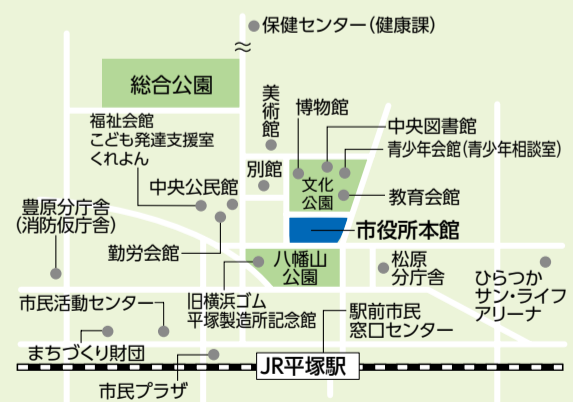 保健センター(健康課)
総合公園
福祉会館
こども発達支援室
くれよん
美術館
博物館
中央図書館
青少年会館(青少年相談室)
別館
文化
公園
教育会館
中央公民館
豊原分庁舎
(消防仮庁舎)
勤労会館
市役所本館
八幡山
公園
松原
分庁舎
ひらつか
サン・ライフ
アリーナ
旧横浜ゴム
平塚製造所記念館
市民活動センター
駅前市民
窓口センター
まちづくり財団
JR平塚駅
市民プラザ